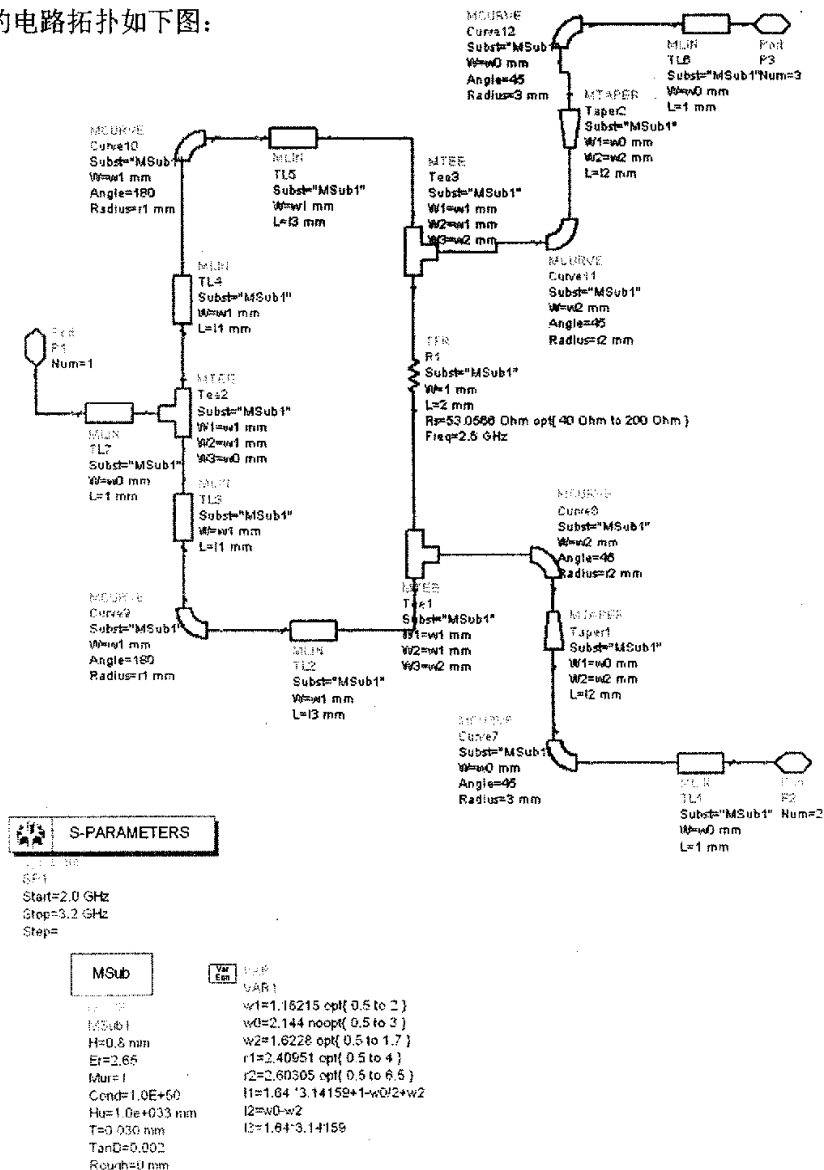 的电路拓扑如下图：
MCURVE
Curve12
Subst="MSub1"
W=w0 mm
Angle=45
Radius=3 mm
MLIN
TL6
Subst="MSub1"
W=w0 mm
L=1 mm
Port
P3
Num=3
MTAPER
Taper2
Subst="MSub1"
W1=w0 mm
W2=w2 mm
L=l2 mm
MCURVE
Curve10
Subst="MSub1"
W=w1 mm
Angle=180
Radius=r1 mm
MLIN
TL5
Subst="MSub1"
W=w1 mm
L=l3 mm
MTEE
Tee3
Subst="MSub1"
W1=w1 mm
W2=w1 mm
W3=w2 mm
MCURVE
Curve11
Subst="MSub1"
W=w2 mm
Angle=45
Radius=r2 mm
MLIN
TL4
Subst="MSub1"
W=w1 mm
L=l1 mm
Port
P1
Num=1
MTEE
Tee2
Subst="MSub1"
W1=w1 mm
W2=w1 mm
W3=w0 mm
TFR
R1
Subst="MSub1"
W=1 mm
L=2 mm
Rs=53.0566 Ohm opt{ 40 Ohm to 200 Ohm }
Freq=2.6 GHz
MLIN
TL7
Subst="MSub1"
W=w0 mm
L=1 mm
MLIN
TL3
Subst="MSub1"
W=w1 mm
L=l1 mm
MCURVE
Curve8
Subst="MSub1"
W=w2 mm
Angle=45
Radius=r2 mm
MCURVE
Curve9
Subst="MSub1"
W=w1 mm
Angle=180
Radius=r1 mm
MLIN
TL2
Subst="MSub1"
W=w1 mm
L=l3 mm
MTEE
Tee1
Subst="MSub1"
W1=w1 mm
W2=w1 mm
W3=w2 mm
MTAPER
Taper1
Subst="MSub1"
W1=w0 mm
W2=w2 mm
L=l2 mm
MCURVE
Curve7
Subst="MSub1"
W=w0 mm
Angle=45
Radius=3 mm
MLIN
TL1
Subst="MSub1"
W=w0 mm
L=1 mm
P2
Num=2
S-PARAMETERS
SP1
Start=2.0 GHz
Stop=3.2 GHz
Step=
MSub
MSub1
H=0.8 mm
Er=2.65
Mur=1
Cond=1.0E+50
Hu=1.0e+033 mm
T=0.030 mm
TanD=0.002
Rough=0 mm
Var
Eqn
VAR
VAR1
w1=1.16215 opt{ 0.5 to 2 }
w0=2.144 noopt{ 0.5 to 3 }
w2=1.6228 opt{ 0.5 to 1.7 }
r1=2.40951 opt{ 0.5 to 4 }
r2=2.60305 opt{ 0.5 to 6.5 }
l1=1.64*3.14159+1-w0/2+w2
l2=w0-w2
l3=1.64*3.14159